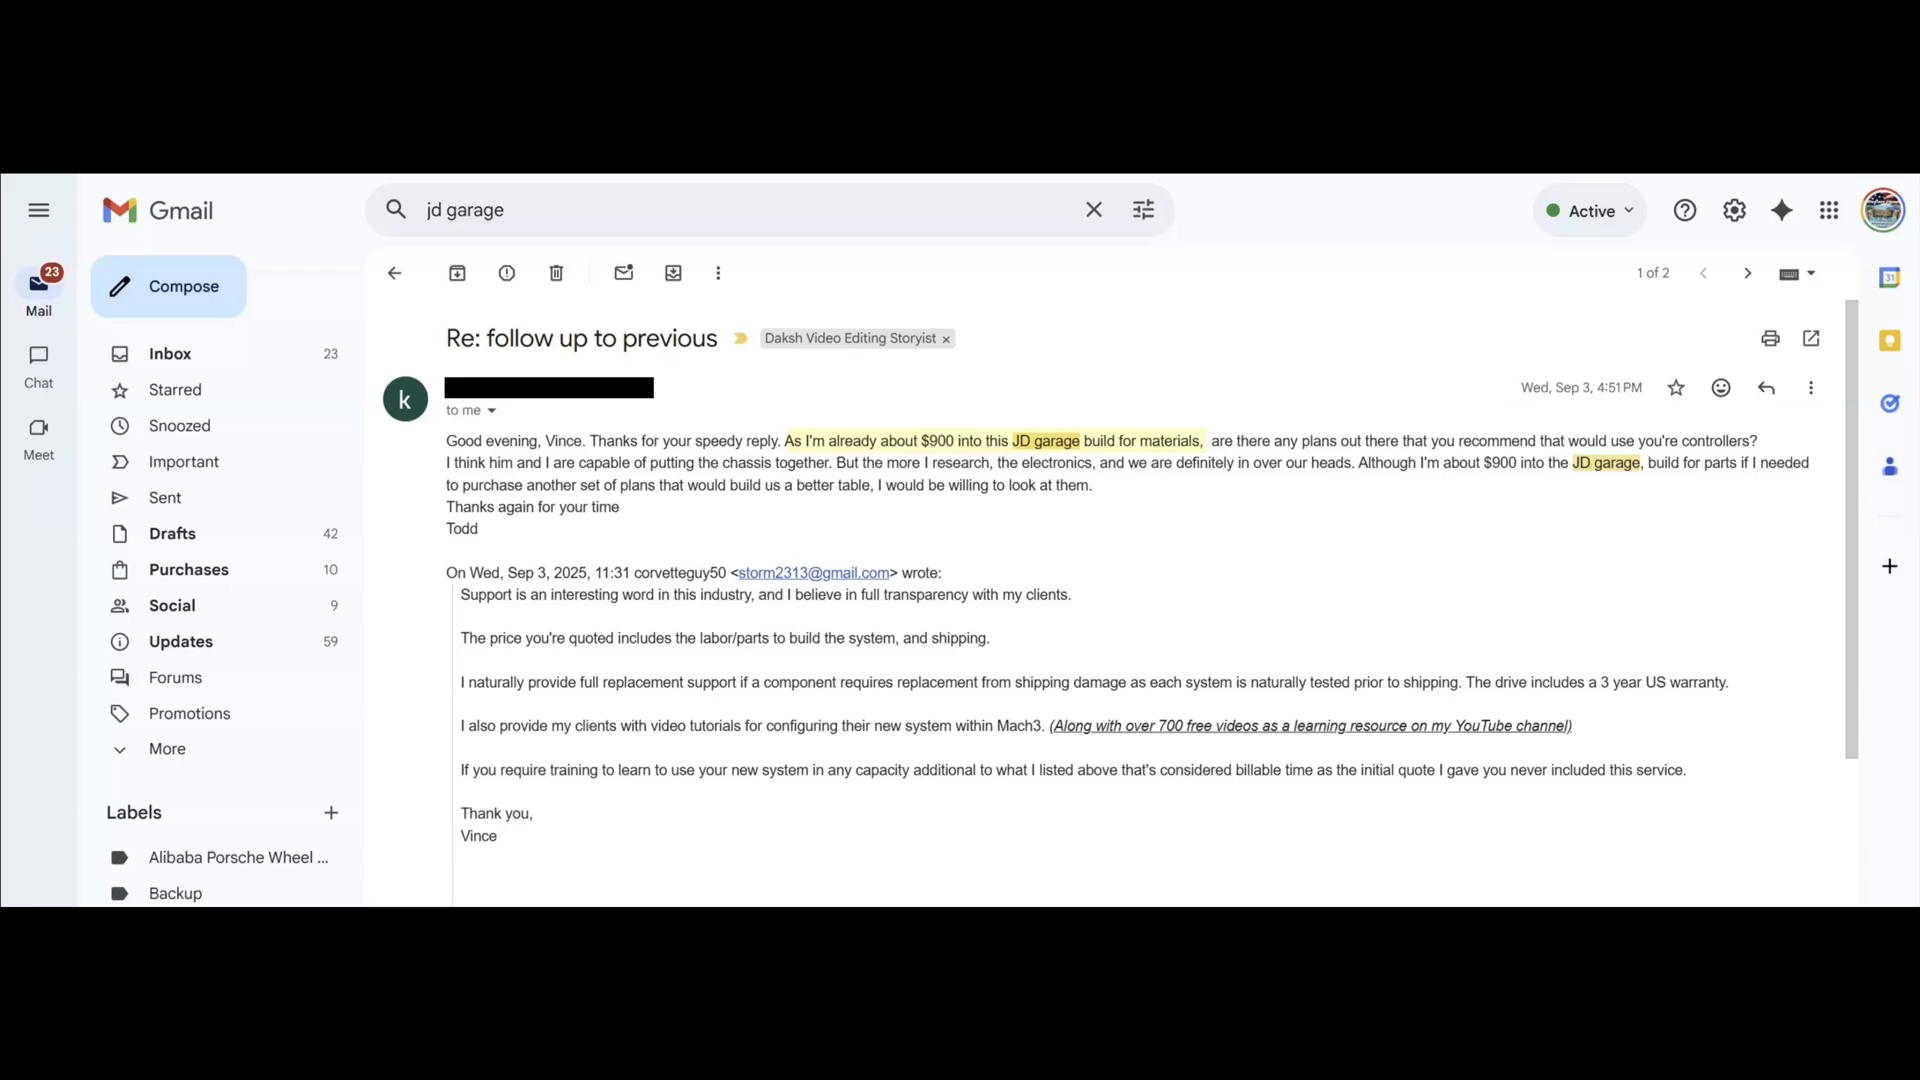 Gmail
jd garage
Active
23
Mail
Chat
Meet
Compose
Inbox 23
Starred
Snoozed
Important
Sent
Drafts 42
Purchases 10
Social 9
Updates 59
Forums
Promotions
More
Labels
Alibaba Porsche Wheel ...
Backup
1 of 2
Re: follow up to previous
Daksh Video Editing Storyist ×
k
to me
Wed, Sep 3, 4:51 PM
Good evening, Vince. Thanks for your speedy reply. As I'm already about $900 into this JD garage build for materials, are there any plans out there that you recommend that would use you're controllers?
I think him and I are capable of putting the chassis together. But the more I research, the electronics, and we are definitely in over our heads. Although I'm about $900 into the JD garage, build for parts if I needed
to purchase another set of plans that would build us a better table, I would be willing to look at them.
Thanks again for your time
Todd
On Wed, Sep 3, 2025, 11:31 corvetteguy50 <storm2313@gmail.com> wrote:
Support is an interesting word in this industry, and I believe in full transparency with my clients.
The price you're quoted includes the labor/parts to build the system, and shipping.
I naturally provide full replacement support if a component requires replacement from shipping damage as each system is naturally tested prior to shipping. The drive includes a 3 year US warranty.
I also provide my clients with video tutorials for configuring their new system within Mach3. (Along with over 700 free videos as a learning resource on my YouTube channel)
If you require training to learn to use your new system in any capacity additional to what I listed above that's considered billable time as the initial quote I gave you never included this service.
Thank you,
Vince
31